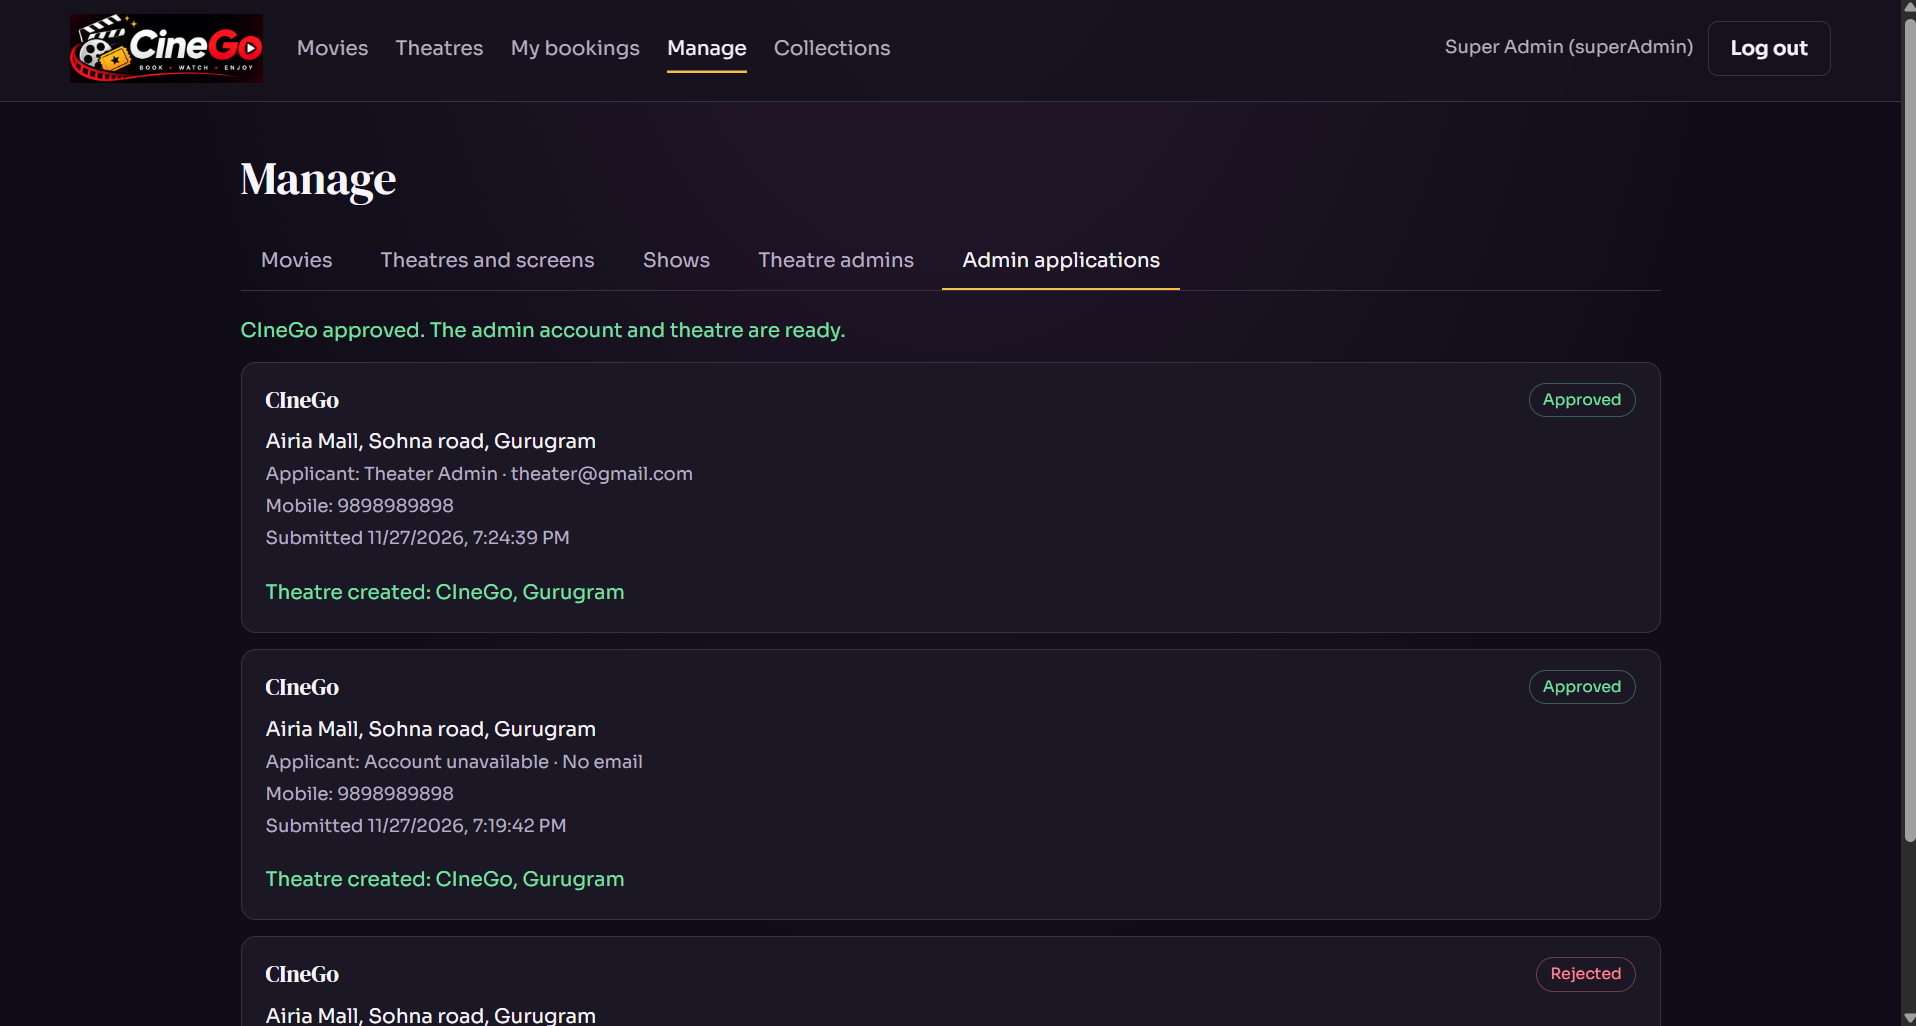 CineGo
BOOK • WATCH • ENJOY
Movies
Theatres
My bookings
Manage
Collections
Super Admin (superAdmin)
Log out
Manage
Movies
Theatres and screens
Shows
Theatre admins
Admin applications
CIneGo approved. The admin account and theatre are ready.
CIneGo
Approved
Airia Mall, Sohna road, Gurugram
Applicant: Theater Admin · theater@gmail.com
Mobile: 9898989898
Submitted 11/27/2026, 7:24:39 PM
Theatre created: CIneGo, Gurugram
CIneGo
Approved
Airia Mall, Sohna road, Gurugram
Applicant: Account unavailable · No email
Mobile: 9898989898
Submitted 11/27/2026, 7:19:42 PM
Theatre created: CIneGo, Gurugram
CIneGo
Rejected
Airia Mall, Sohna road, Gurugram